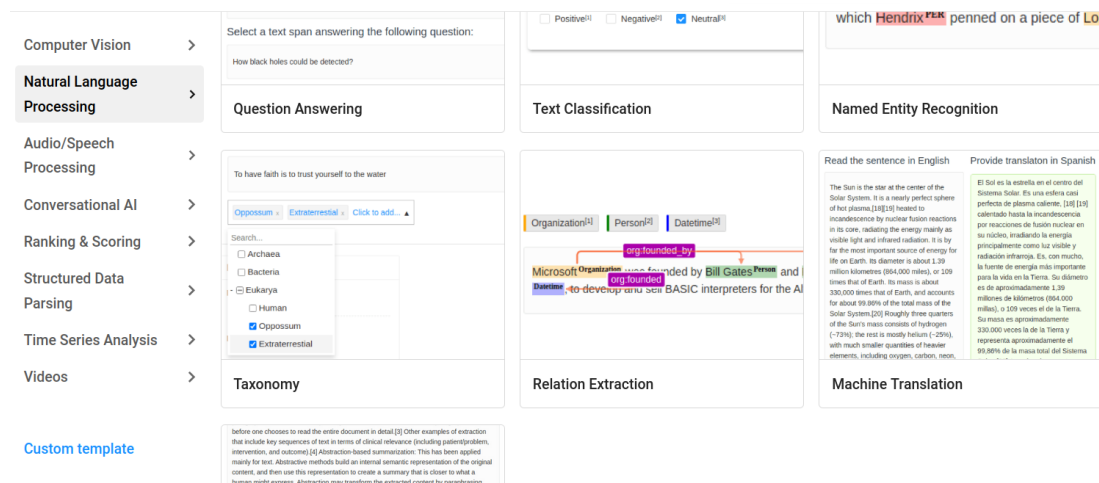 Computer Vision
Natural Language
Processing
Audio/Speech
Processing
Conversational AI
Ranking & Scoring
Structured Data
Parsing
Time Series Analysis
Videos
Custom template
Select a text span answering the following question:
How black holes could be detected?
Question Answering
Positive[1] Negative[2] Neutral[3]
Text Classification
which Hendrix PER penned on a piece of Lo
Named Entity Recognition
To have faith is to trust yourself to the water
Oppossum × Extraterrestial × Click to add... ▲
Search...
Archaea
Bacteria
- Eukarya
Human
Oppossum
Extraterrestial
Taxonomy
Organization[1] Person[2] Datetime[3]
org:founded_by
Microsoft Organization was founded by Bill Gates Person and
org:founded
Datetime, to develop and sell BASIC interpreters for the Al
Relation Extraction
Read the sentence in English
The Sun is the star at the center of the
Solar System. It is a nearly perfect sphere
of hot plasma,[18][19] heated to
incandescence by nuclear fusion reactions
in its core, radiating the energy mainly as
visible light and infrared radiation. It is by
far the most important source of energy for
life on Earth. Its diameter is about 1.39
million kilometres (864,000 miles), or 109
times that of Earth. Its mass is about
330,000 times that of Earth, and accounts
for about 99.86% of the total mass of the
Solar System.[20] Roughly three quarters
of the Sun's mass consists of hydrogen
(~73%); the rest is mostly helium (~25%),
with much smaller quantities of heavier
elements, including oxygen, carbon, neon,
Provide translaton in Spanish
El Sol es la estrella en el centro del
Sistema Solar. Es una esfera casi
perfecta de plasma caliente, [18] [19]
calentado hasta la incandescencia
por reacciones de fusión nuclear en
su núcleo, irradiando la energía
principalmente como luz visible y
radiación infrarroja. Es, con mucho,
la fuente de energía más importante
para la vida en la Tierra. Su diámetro
es de aproximadamente 1,39
millones de kilómetros (864.000
millas), o 109 veces el de la Tierra.
Su masa es aproximadamente
330.000 veces la de la Tierra y
representa aproximadamente el
99,86% de la masa total del Sistema
Machine Translation
before one chooses to read the entire document in detail.[3] Other examples of extraction
that include key sequences of text in terms of clinical relevance (including patient/problem,
intervention, and outcome).[4] Abstraction-based summarization: This has been applied
mainly for text. Abstractive methods build an internal semantic representation of the original
content, and then use this representation to create a summary that is closer to what a
human might express. Abstraction may transform the extracted content by paraphrasing